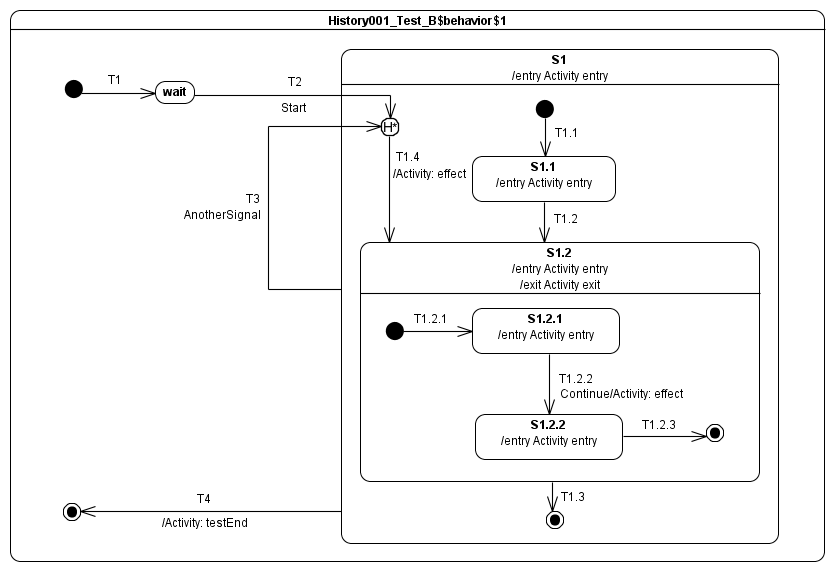 History001_Test_B$behavior$1
S1
/entry Activity entry
T1
wait
T2
Start
H*
T1.1
T1.4
/Activity: effect
S1.1
/entry Activity entry
T3
AnotherSignal
T1.2
S1.2
/entry Activity entry
/exit Activity exit
T1.2.1
S1.2.1
/entry Activity entry
T1.2.2
Continue/Activity: effect
S1.2.2
/entry Activity entry
T1.2.3
T4
/Activity: testEnd
T1.3